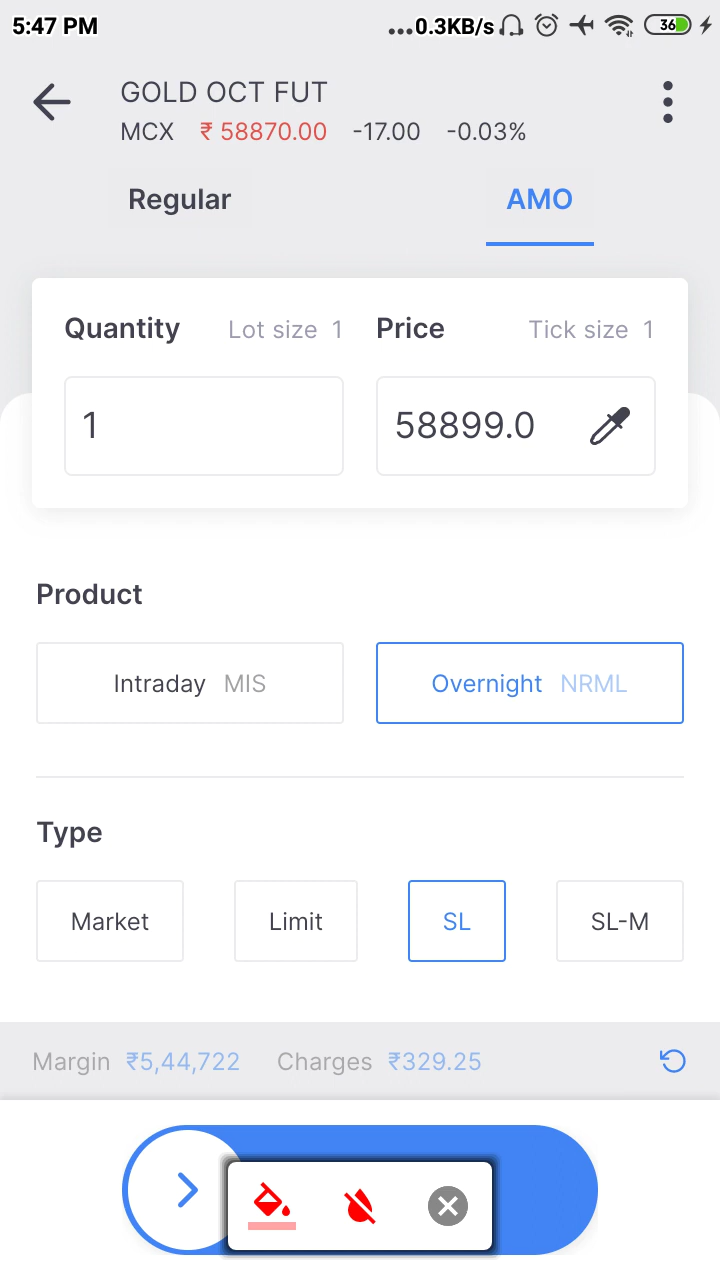 5:47 PM ...0.3KB/s 36
GOLD OCT FUT
MCX ₹ 58870.00 -17.00 -0.03%
Regular AMO
Quantity Lot size 1 Price Tick size 1
1 58899.0
Product
Intraday MIS Overnight NRML
Type
Market Limit SL SL-M
Margin ₹5,44,722 Charges ₹329.25